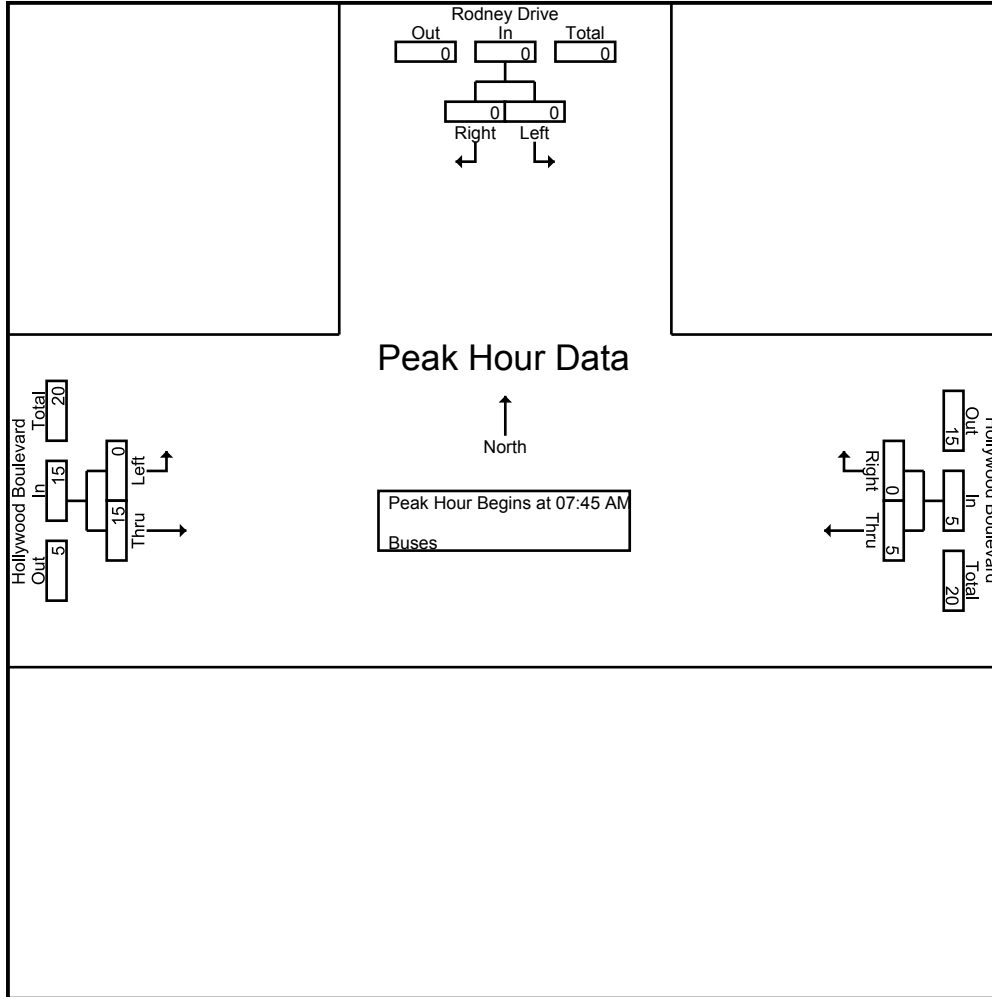 Rodney Drive
Out In Total
0 0 0
0 0
Right Left
Peak Hour Data
North
Peak Hour Begins at 07:45 AM
Buses
Hollywood Boulevard
Total
20
In
15
Out
5
0
Left
15
Thru
Hollywood Boulevard
Out
15
In
5
Total
20
Right
0
Thru
5